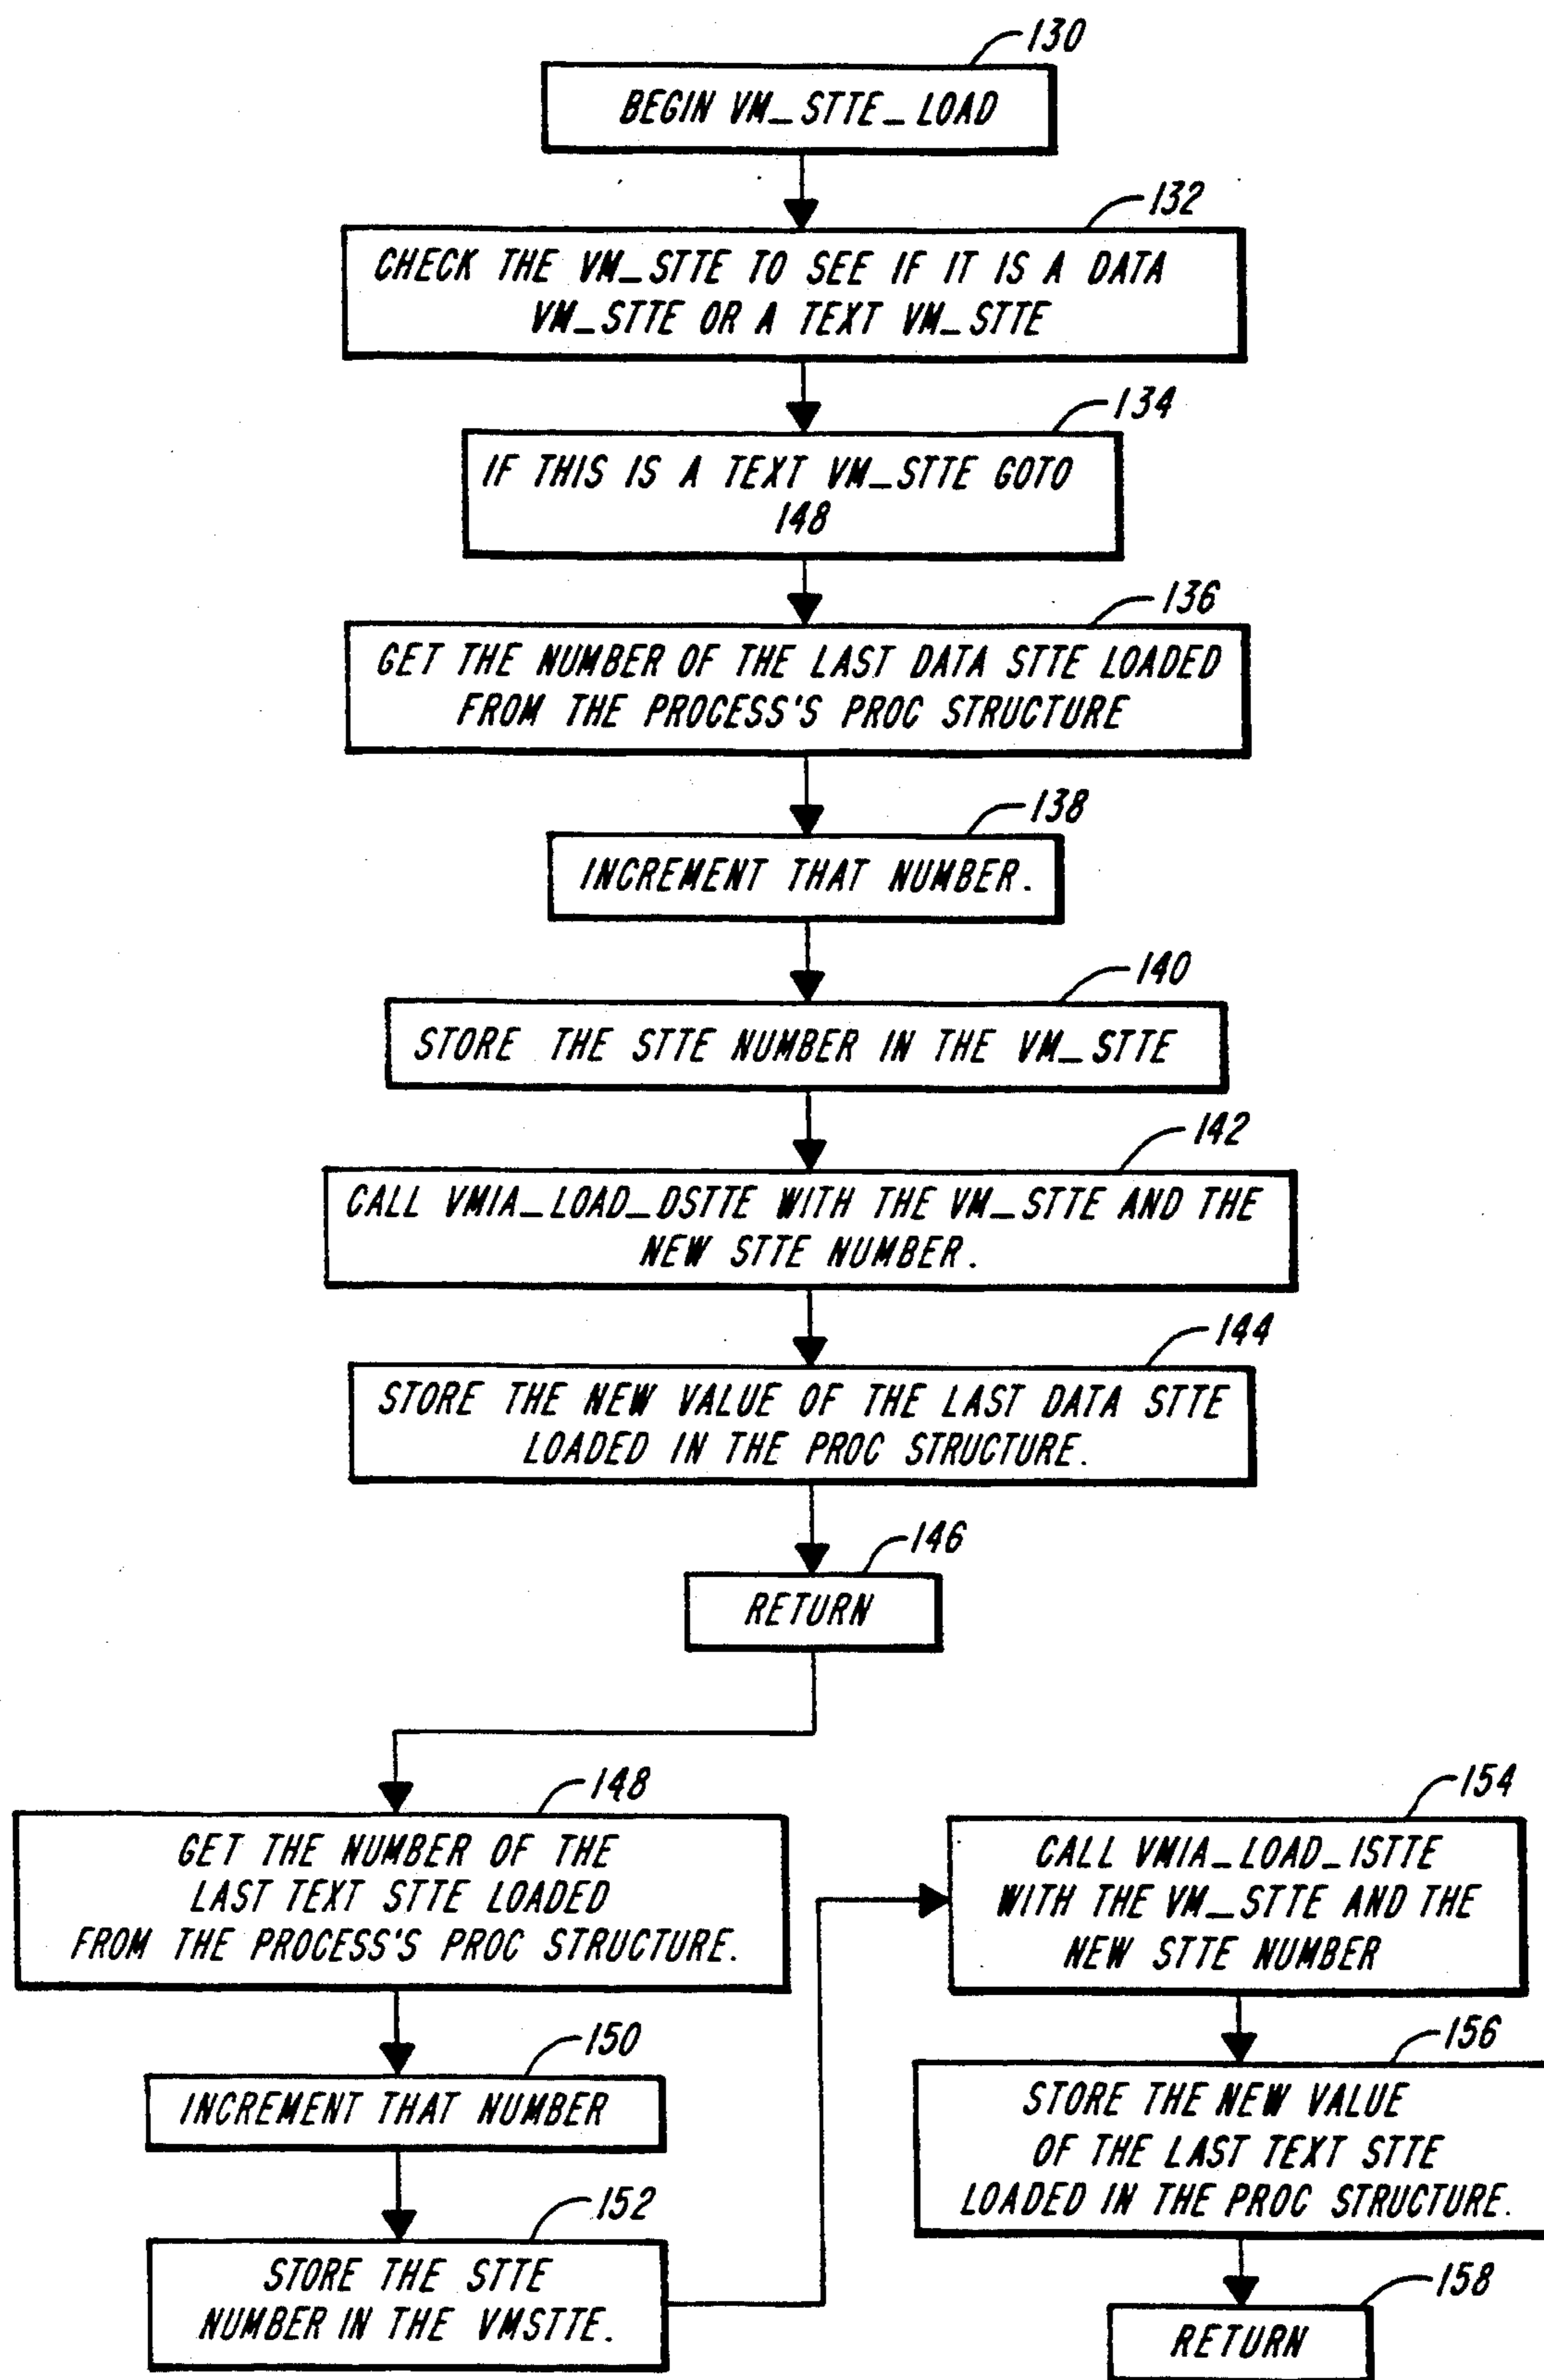 130
BEGIN VM_STTE_LOAD
132
CHECK THE VM_STTE TO SEE IF IT IS A DATA
VM_STTE OR A TEXT VM_STTE
134
IF THIS IS A TEXT VM_STTE GOTO
148
136
GET THE NUMBER OF THE LAST DATA STTE LOADED
FROM THE PROCESS'S PROC STRUCTURE
138
INCREMENT THAT NUMBER.
140
STORE THE STTE NUMBER IN THE VM_STTE
142
CALL VMIA_LOAD_DSTTE WITH THE VM_STTE AND THE
NEW STTE NUMBER.
144
STORE THE NEW VALUE OF THE LAST DATA STTE
LOADED IN THE PROC STRUCTURE.
146
RETURN
148
GET THE NUMBER OF THE
LAST TEXT STTE LOADED
FROM THE PROCESS'S PROC STRUCTURE.
150
INCREMENT THAT NUMBER
152
STORE THE STTE
NUMBER IN THE VMSTTE.
154
CALL VMIA_LOAD_ISTTE
WITH THE VM_STTE AND THE
NEW STTE NUMBER
156
STORE THE NEW VALUE
OF THE LAST TEXT STTE
LOADED IN THE PROC STRUCTURE.
158
RETURN